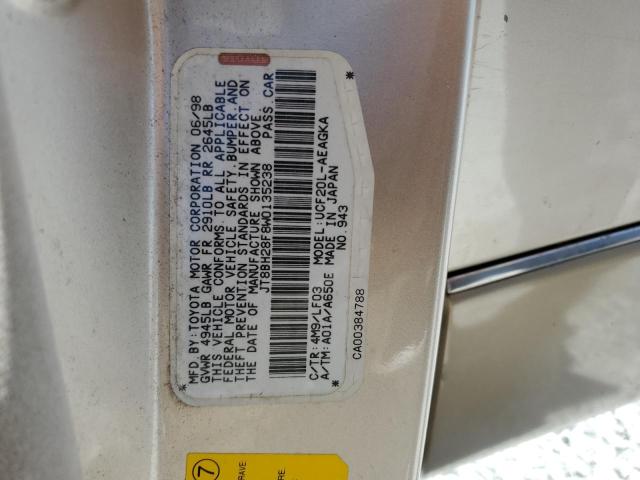 MFD.BY:TOYOTA MOTOR CORPORATION 06/98
GVWR 4945LB GAWR FR 2910LB RR 2645LB
THIS VEHICLE CONFORMS TO ALL APPLICABLE
FEDERAL MOTOR VEHICLE SAFETY,BUMPER,AND
THEFT PREVENTION STANDARDS IN EFFECT ON
THE DATE OF MANUFACTURE SHOWN ABOVE.
*JT8BH28F8W0135238 PASS.CAR*
C/TR:4M9/LF03 MODEL:UCF20L-AEAGKA
A/TM:A01A/A650E MADE IN JAPAN
NO.943
CA00384788
7